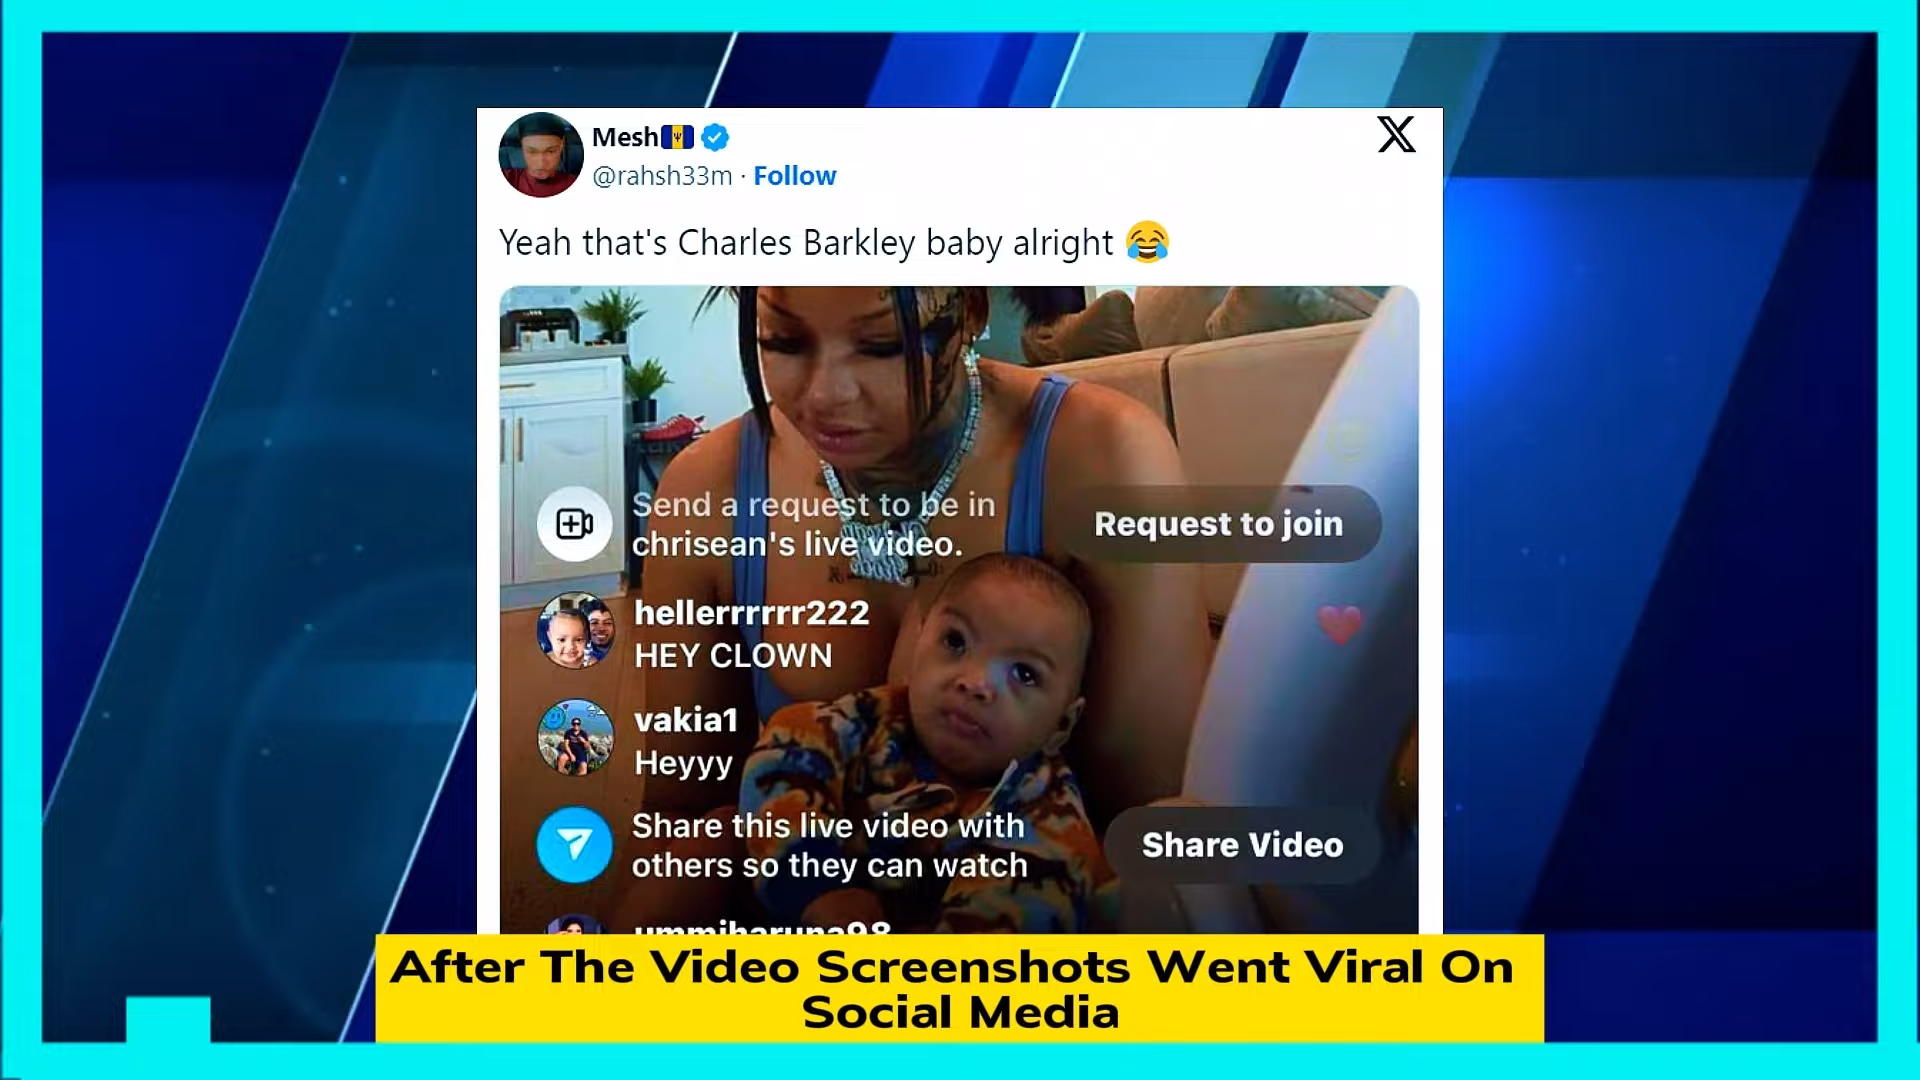 Mesh
@rahsh33m · Follow
Yeah that's Charles Barkley baby alright
Send a request to be in
chrisean's live video.
Request to join
hellerrrrrr222
HEY CLOWN
vakia1
Heyyy
Share this live video with
others so they can watch
Share Video
ummiharuna98
After The Video Screenshots Went Viral On
Social Media